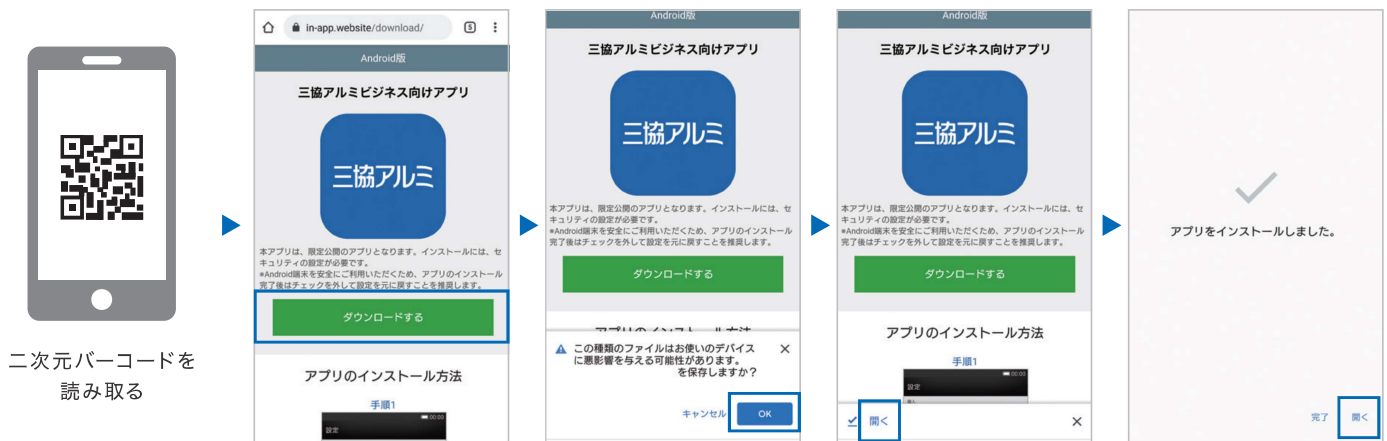 二次元バーコードを
読み取る
in-app.website/download/
5
Android版
三協アルミビジネス向けアプリ
三協アルミ
本アプリは、限定公開のアプリとなります。インストールには、セ
キュリティの設定が必要です。
※Android端末を安全にご利用いただくため、アプリのインストール
完了後はチェックを外して設定を元に戻すことを推奨します。
ダウンロードする
アプリのインストール方法
手順1
00:00
設定
Android版
三協アルミビジネス向けアプリ
三協アルミ
本アプリは、限定公開のアプリとなります。インストールには、セ
キュリティの設定が必要です。
※Android端末を安全にご利用いただくため、アプリのインストール
完了後はチェックを外して設定を元に戻すことを推奨します。
ダウンロードする
アプリのインストール方法
この種類のファイルはお使いのデバイス
に悪影響を与える可能性があります。
を保存しますか？
キャンセル
OK
Android版
三協アルミビジネス向けアプリ
三協アルミ
本アプリは、限定公開のアプリとなります。インストールには、セ
キュリティの設定が必要です。
※Android端末を安全にご利用いただくため、アプリのインストール
完了後はチェックを外して設定を元に戻すことを推奨します。
ダウンロードする
アプリのインストール方法
手順1
00:00
設定
開く
アプリをインストールしました。
完了
開く